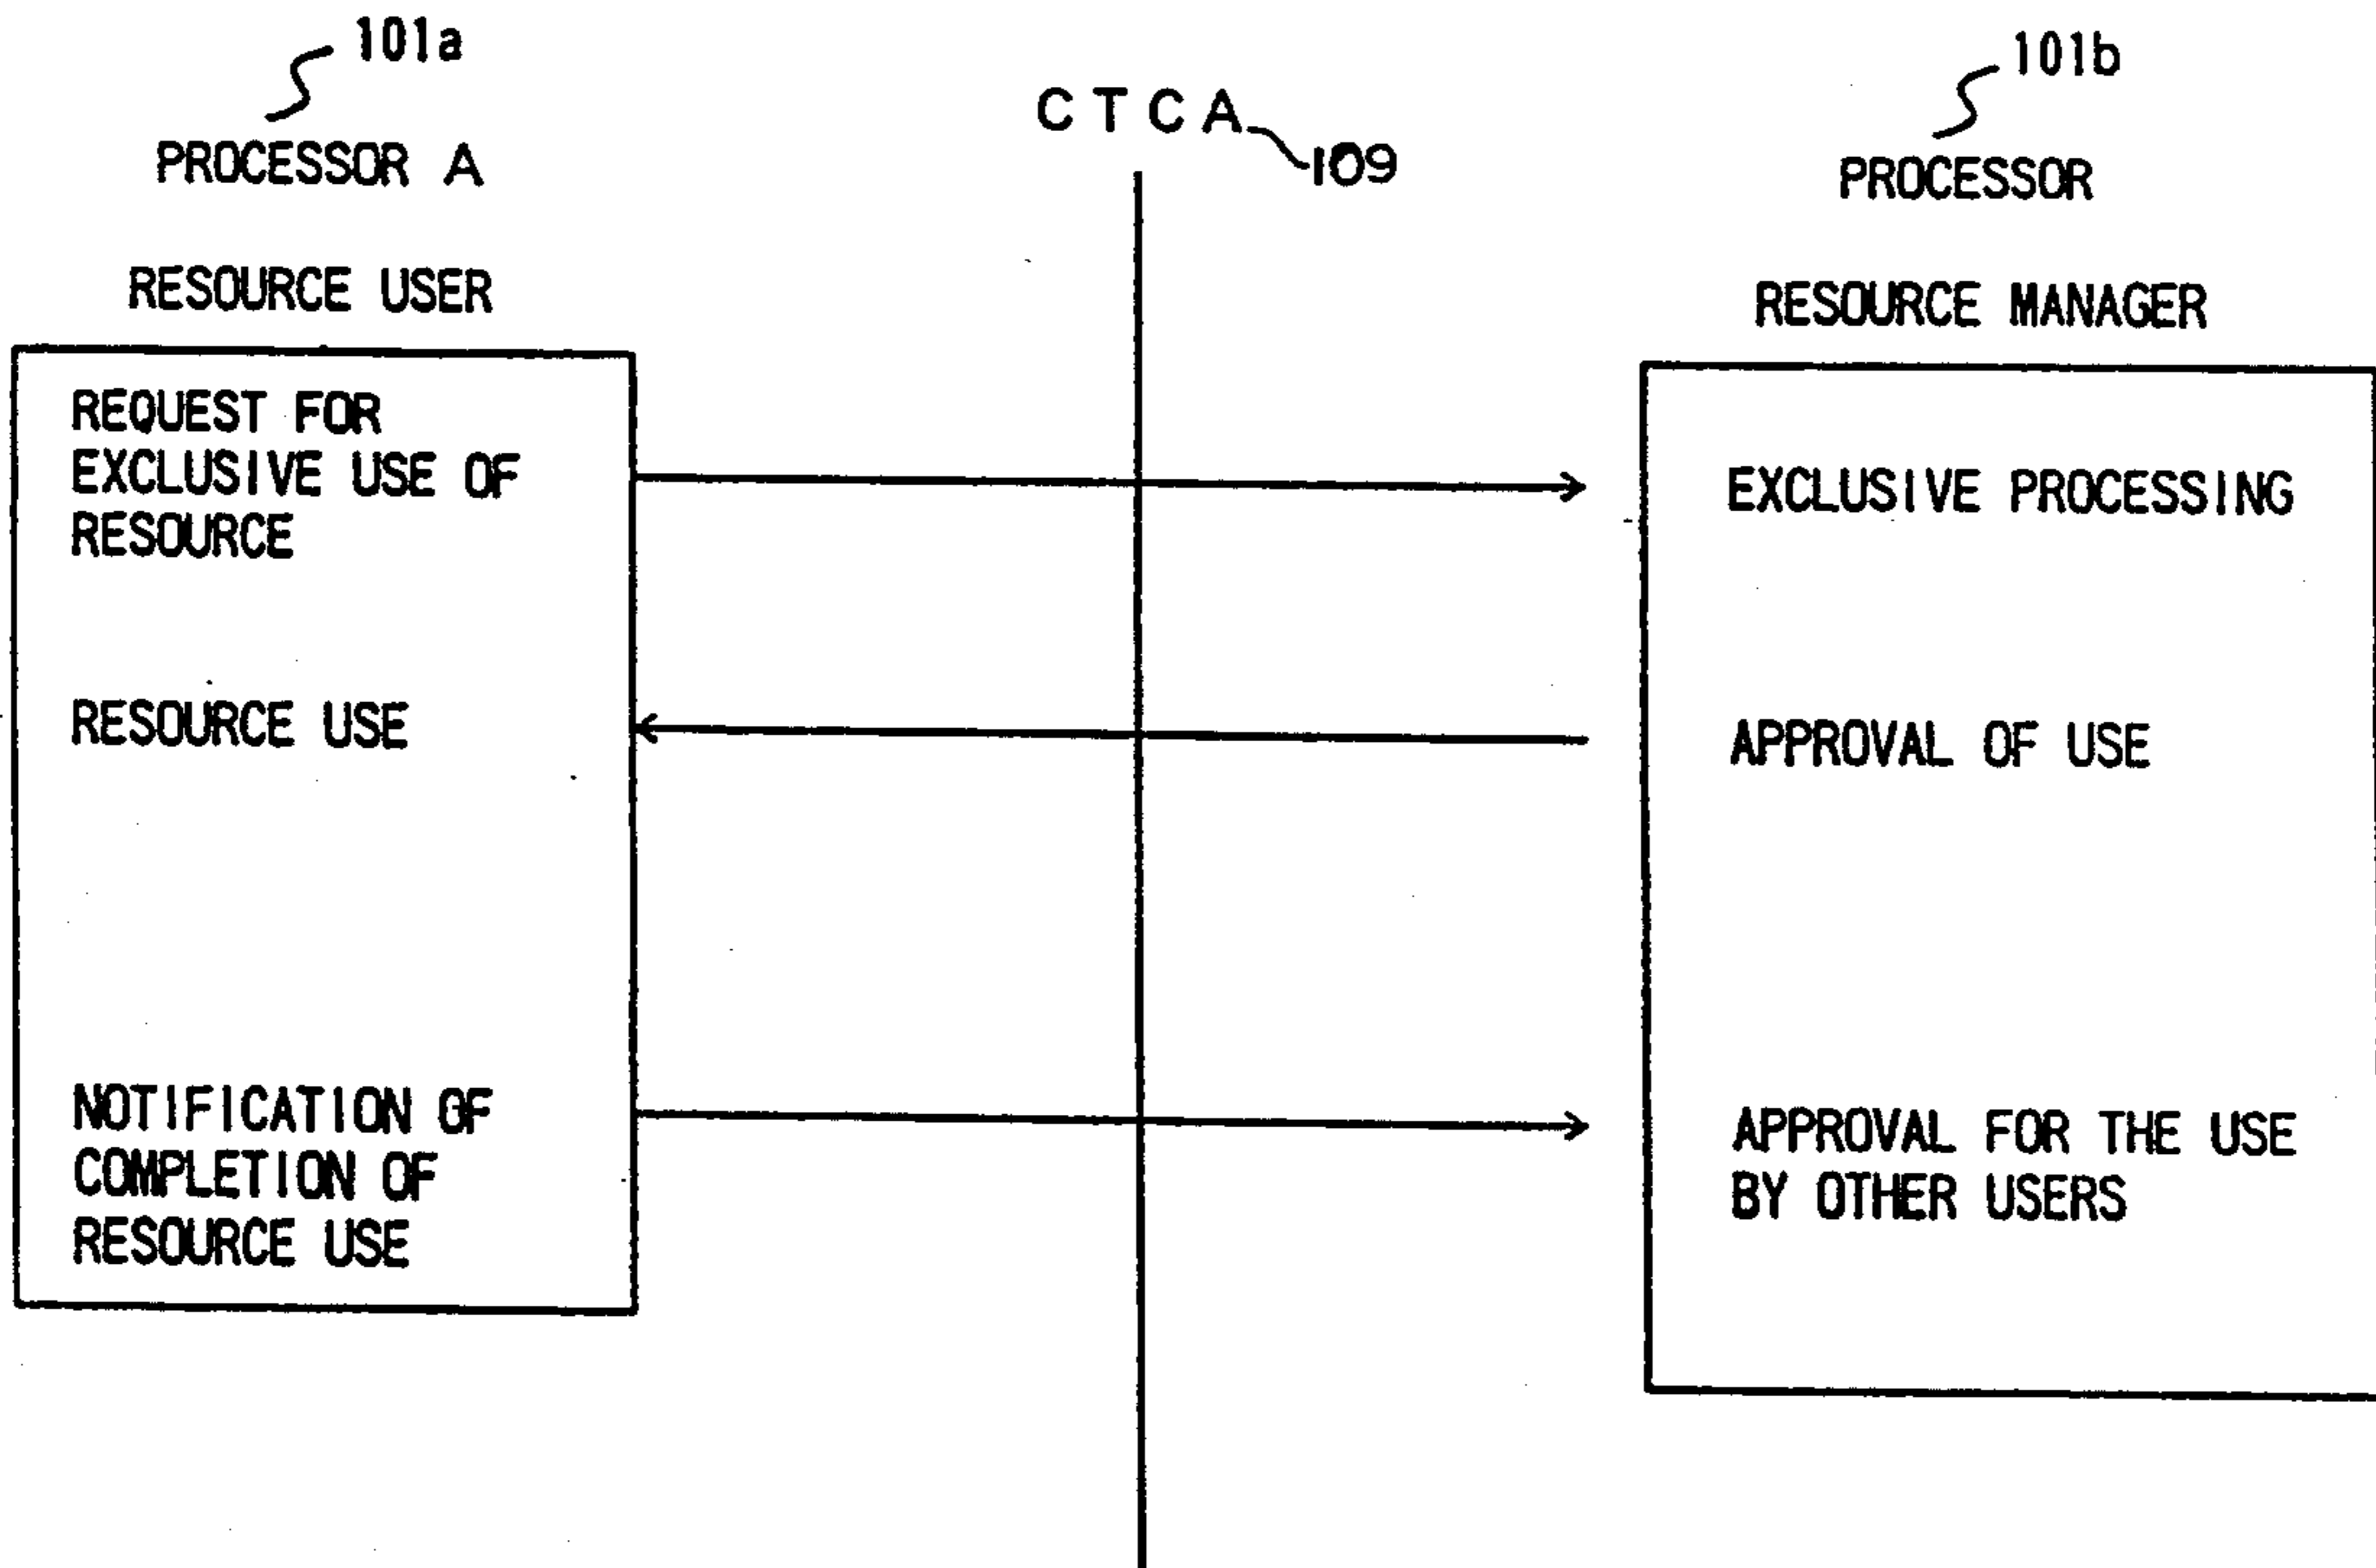 101a
PROCESSOR A
RESOURCE USER
REQUEST FOR
EXCLUSIVE USE OF
RESOURCE
RESOURCE USE
NOTIFICATION OF
COMPLETION OF
RESOURCE USE
CTCA
109
101b
PROCESSOR
RESOURCE MANAGER
EXCLUSIVE PROCESSING
APPROVAL OF USE
APPROVAL FOR THE USE
BY OTHER USERS